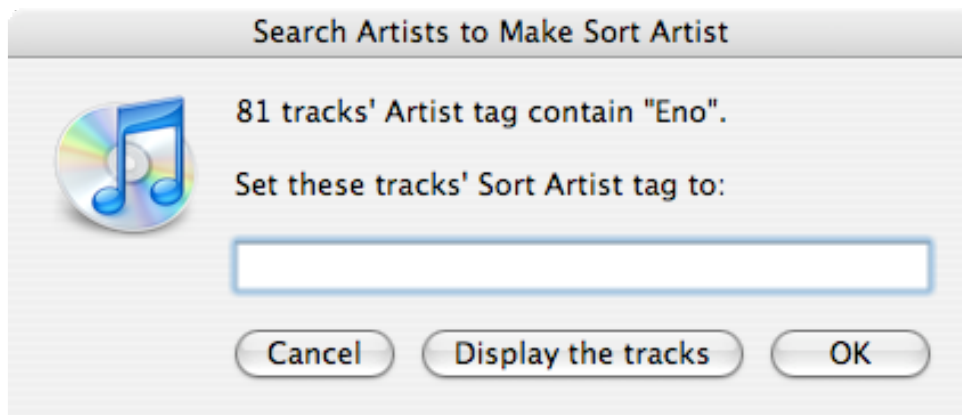 Search Artists to Make Sort Artist
81 tracks' Artist tag contain "Eno".
Set these tracks' Sort Artist tag to:
Cancel Display the tracks OK